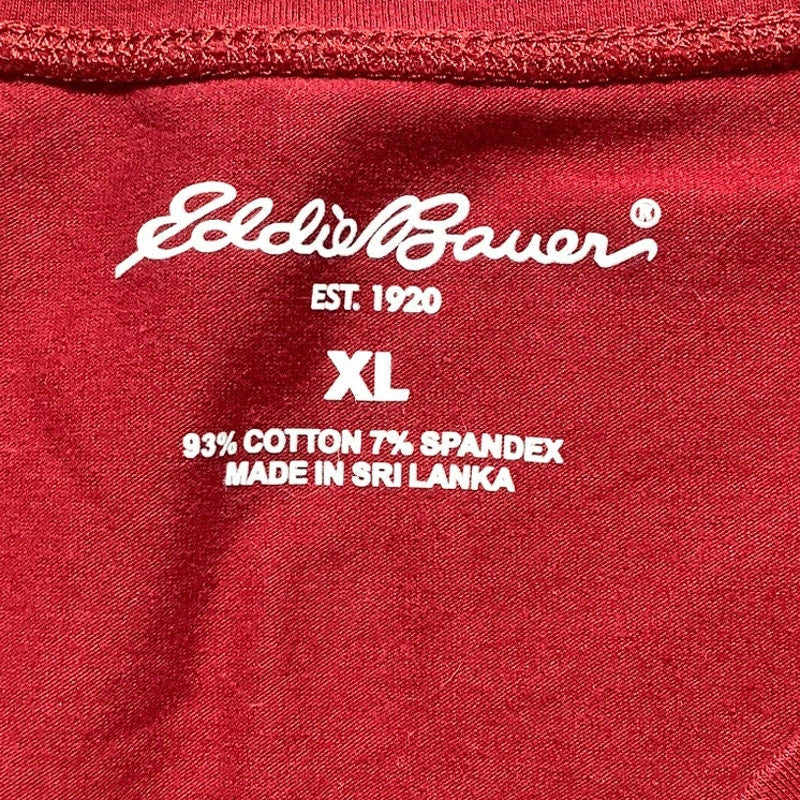 Eddie Bauer®
EST. 1920
XL
93% COTTON 7% SPANDEX
MADE IN SRI LANKA